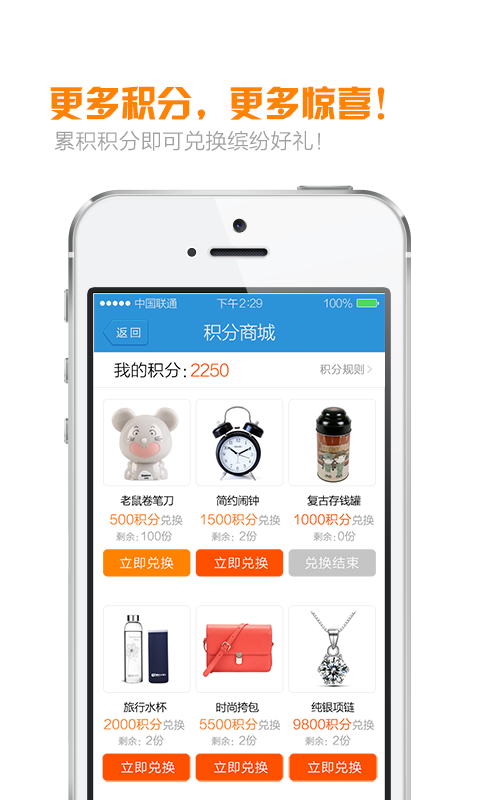 更多积分，更多惊喜!
累积积分即可兑换缤纷好礼!
中国联通 下午2:29 100%
返回 积分商城
我的积分:2250 积分规则
老鼠卷笔刀 简约闹钟 复古存钱罐
500积分兑换 1500积分兑换 1000积分兑换
剩余: 100份 剩余: 2份 剩余: 0份
立即兑换 立即兑换 兑换结束
旅行水杯 时尚挎包 纯银项链
2000积分兑换 5500积分兑换 9800积分兑换
剩余: 2份 剩余: 2份 剩余: 2份
立即兑换 立即兑换 立即兑换